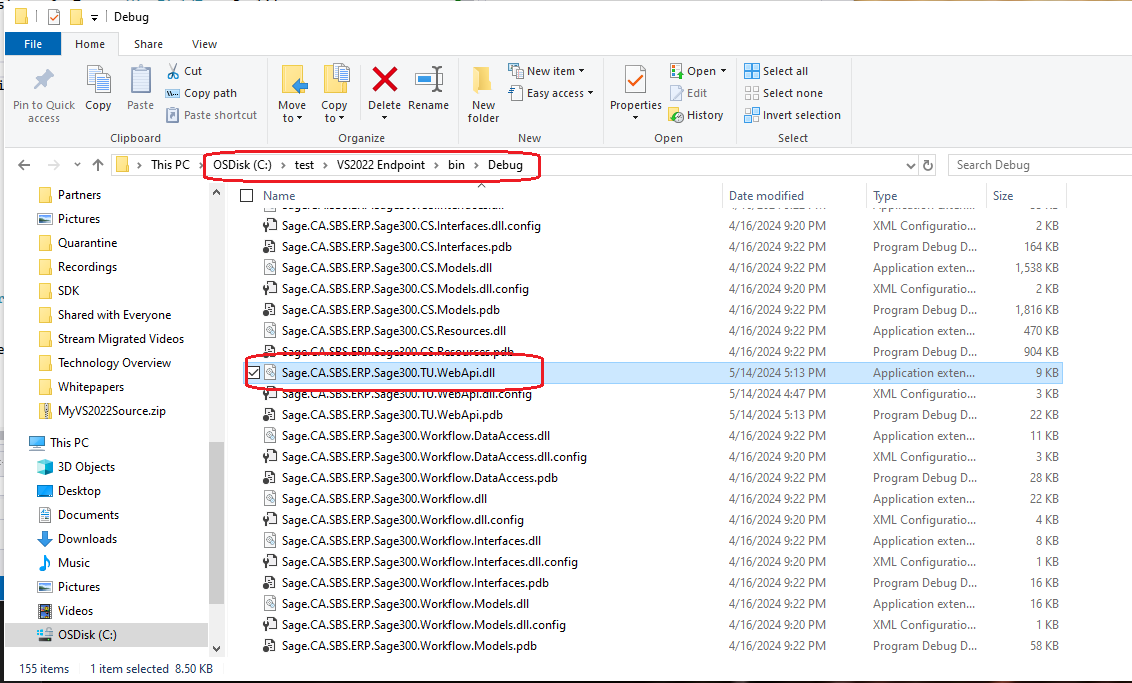 Debug
File Home Share View
Pin to Quick access
Copy
Paste
Cut
Copy path
Paste shortcut
Clipboard
Move to
Copy to
Delete
Rename
Organize
New folder
New item
Easy access
New
Properties
Open
Edit
History
Open
Select all
Select none
Invert selection
Select
This PC OSDisk (C:) test VS2022 Endpoint bin Debug
Search Debug
Partners
Pictures
Quarantine
Recordings
SDK
Shared with Everyone
Stream Migrated Videos
Technology Overview
Whitepapers
MyVS2022Source.zip
This PC
3D Objects
Desktop
Documents
Downloads
Music
Pictures
Videos
OSDisk (C:)
Name Date modified Type Size
Sage.CA.SBS.ERP.Sage300.CS.Interfaces.dll.config 4/16/2024 9:20 PM XML Configuratio... 2 KB
Sage.CA.SBS.ERP.Sage300.CS.Interfaces.pdb 4/16/2024 9:22 PM Program Debug D... 164 KB
Sage.CA.SBS.ERP.Sage300.CS.Models.dll 4/16/2024 9:22 PM Application exten... 1,538 KB
Sage.CA.SBS.ERP.Sage300.CS.Models.dll.config 4/16/2024 9:20 PM XML Configuratio... 2 KB
Sage.CA.SBS.ERP.Sage300.CS.Models.pdb 4/16/2024 9:22 PM Program Debug D... 1,816 KB
Sage.CA.SBS.ERP.Sage300.CS.Resources.dll 4/16/2024 9:22 PM Application exten... 470 KB
Sage.CA.SBS.ERP.Sage300.CS.Resources.pdb 4/16/2024 9:22 PM Program Debug D... 904 KB
Sage.CA.SBS.ERP.Sage300.TU.WebApi.dll 5/14/2024 5:13 PM Application exten... 9 KB
Sage.CA.SBS.ERP.Sage300.TU.WebApi.dll.config 5/14/2024 4:47 PM XML Configuratio... 3 KB
Sage.CA.SBS.ERP.Sage300.TU.WebApi.pdb 5/14/2024 5:13 PM Program Debug D... 22 KB
Sage.CA.SBS.ERP.Sage300.Workflow.DataAccess.dll 4/16/2024 9:22 PM Application exten... 11 KB
Sage.CA.SBS.ERP.Sage300.Workflow.DataAccess.dll.config 4/16/2024 9:20 PM XML Configuratio... 3 KB
Sage.CA.SBS.ERP.Sage300.Workflow.DataAccess.pdb 4/16/2024 9:22 PM Program Debug D... 28 KB
Sage.CA.SBS.ERP.Sage300.Workflow.dll 4/16/2024 9:22 PM Application exten... 22 KB
Sage.CA.SBS.ERP.Sage300.Workflow.dll.config 4/16/2024 9:20 PM XML Configuratio... 4 KB
Sage.CA.SBS.ERP.Sage300.Workflow.Interfaces.dll 4/16/2024 9:22 PM Application exten... 8 KB
Sage.CA.SBS.ERP.Sage300.Workflow.Interfaces.dll.config 4/16/2024 9:20 PM XML Configuratio... 1 KB
Sage.CA.SBS.ERP.Sage300.Workflow.Interfaces.pdb 4/16/2024 9:22 PM Program Debug D... 16 KB
Sage.CA.SBS.ERP.Sage300.Workflow.Models.dll 4/16/2024 9:22 PM Application exten... 16 KB
Sage.CA.SBS.ERP.Sage300.Workflow.Models.dll.config 4/16/2024 9:20 PM XML Configuratio... 1 KB
Sage.CA.SBS.ERP.Sage300.Workflow.Models.pdb 4/16/2024 9:22 PM Program Debug D... 58 KB
155 items 1 item selected 8.50 KB